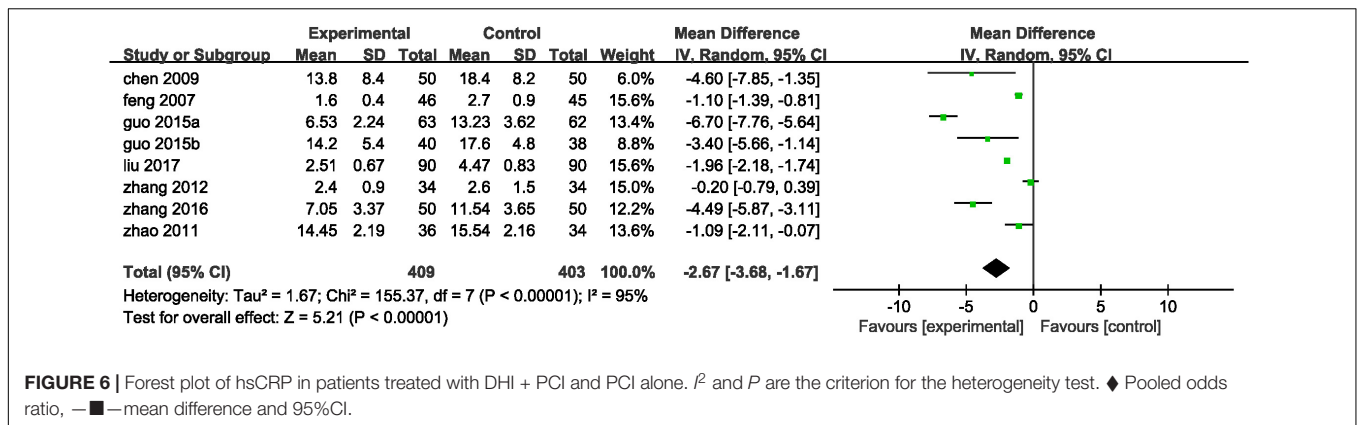 Experimental Control Mean Difference Mean Difference
Study or Subgroup Mean SD Total Mean SD Total Weight IV, Random, 95% CI IV, Random, 95% CI
chen 2009 13.8 8.4 50 18.4 8.2 50 6.0% -4.60 [-7.85, -1.35]
feng 2007 1.6 0.4 46 2.7 0.9 45 15.6% -1.10 [-1.39, -0.81]
guo 2015a 6.53 2.24 63 13.23 3.62 62 13.4% -6.70 [-7.76, -5.64]
guo 2015b 14.2 5.4 40 17.6 4.8 38 8.8% -3.40 [-5.66, -1.14]
liu 2017 2.51 0.67 90 4.47 0.83 90 15.6% -1.96 [-2.18, -1.74]
zhang 2012 2.4 0.9 34 2.6 1.5 34 15.0% -0.20 [-0.79, 0.39]
zhang 2016 7.05 3.37 50 11.54 3.65 50 12.2% -4.49 [-5.87, -3.11]
zhao 2011 14.45 2.19 36 15.54 2.16 34 13.6% -1.09 [-2.11, -0.07]
Total (95% CI) 409 403 100.0% -2.67 [-3.68, -1.67]
Heterogeneity: Tau² = 1.67; Chi² = 155.37, df = 7 (P < 0.00001); I² = 95%
Test for overall effect: Z = 5.21 (P < 0.00001)
-10 -5 0 5 10
Favours [experimental] Favours [control]
FIGURE 6 | Forest plot of hsCRP in patients treated with DHI + PCI and PCI alone. I² and P are the criterion for the heterogeneity test. ◆ Pooled odds
ratio, —■—mean difference and 95%CI.